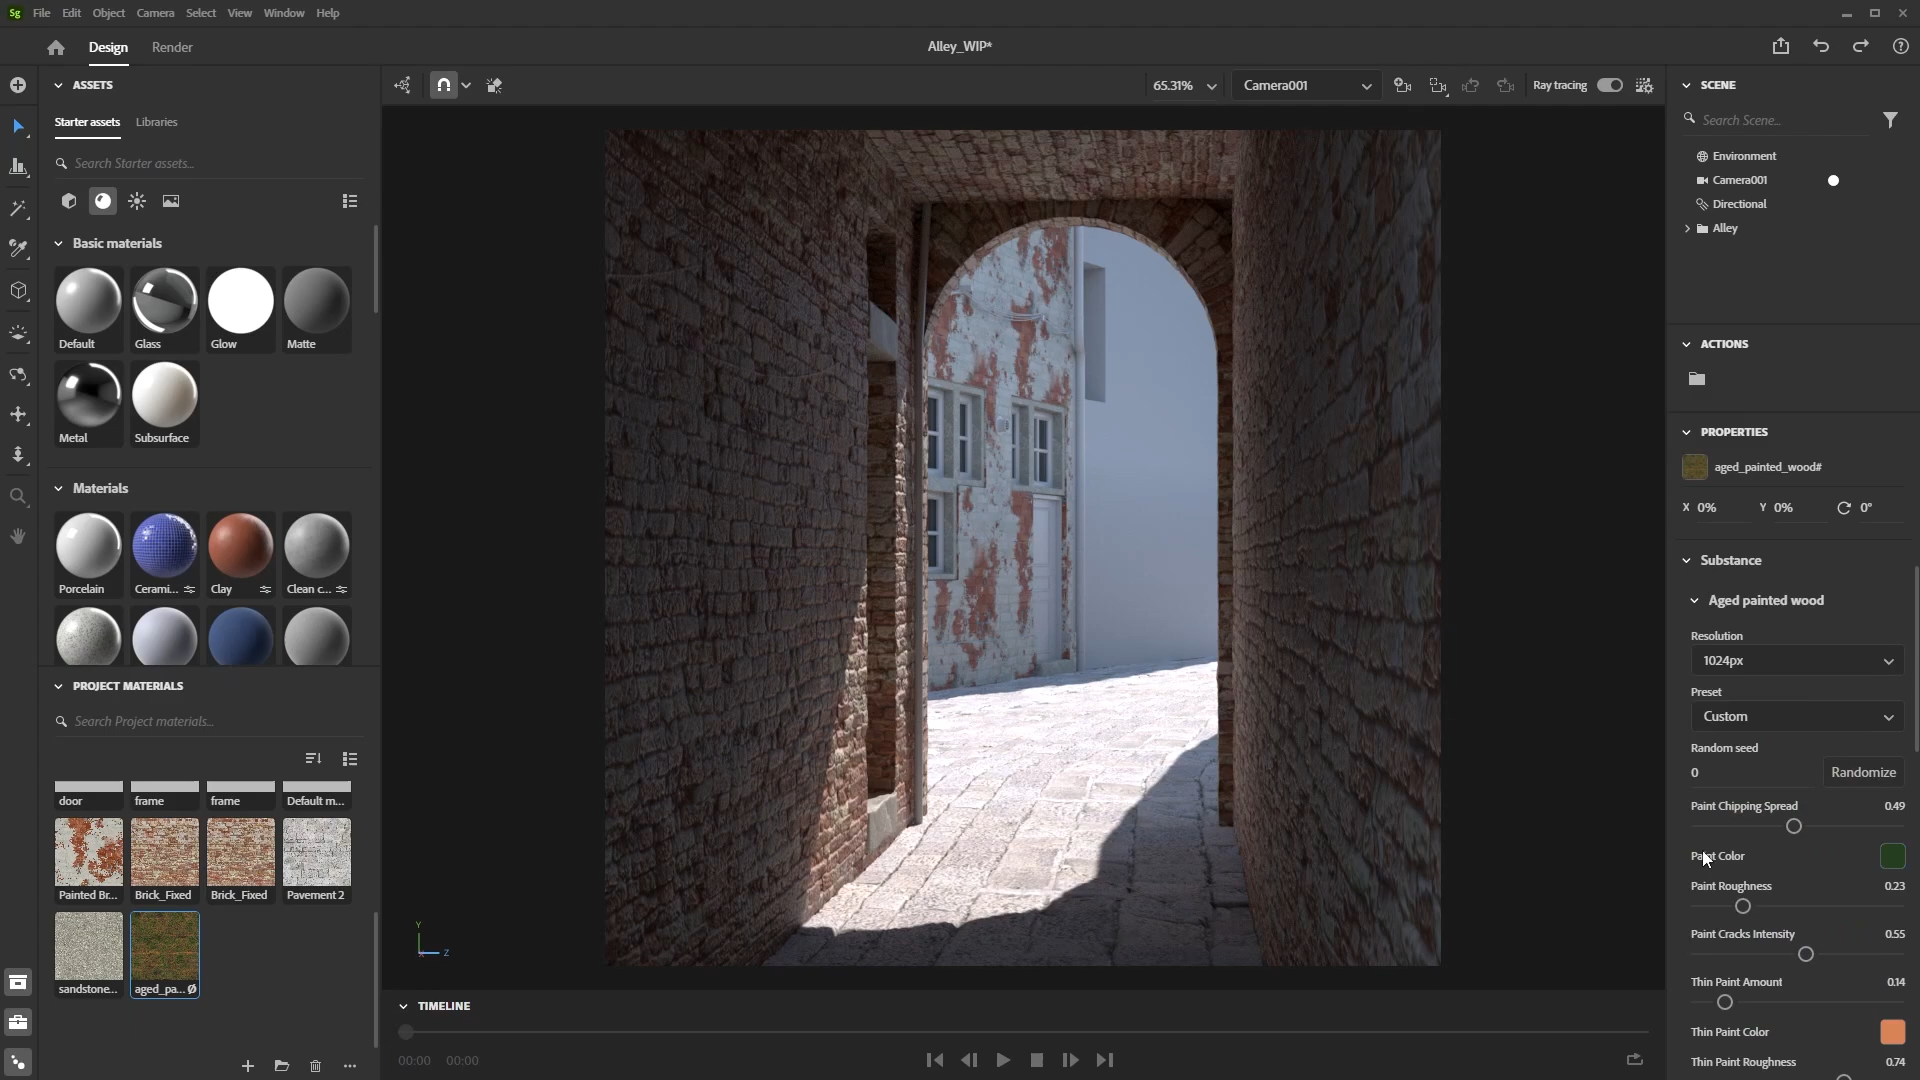 Sg File Edit Object Camera Select View Window Help
Design Render Alley_WIP*
ASSETS
Starter assets Libraries
Search Starter assets...
Basic materials
Default Glass Glow Matte
Metal Subsurface
Materials
Porcelain Cerami... Clay Clean c...
PROJECT MATERIALS
Search Project materials...
door frame frame Default m...
Painted Br... Brick_Fixed Brick_Fixed Pavement 2
sandstone... aged_pa...
65.31% Camera001 Ray tracing
Y
Z
TIMELINE
00:00 00:00
SCENE
Search Scene...
Environment
Camera001
Directional
Alley
ACTIONS
PROPERTIES
aged_painted_wood#
X 0% Y 0% 0°
Substance
Aged painted wood
Resolution
1024px
Preset
Custom
Random seed
0 Randomize
Paint Chipping Spread 0.49
Paint Color
Paint Roughness 0.23
Paint Cracks Intensity 0.55
Thin Paint Amount 0.14
Thin Paint Color
Thin Paint Roughness 0.74